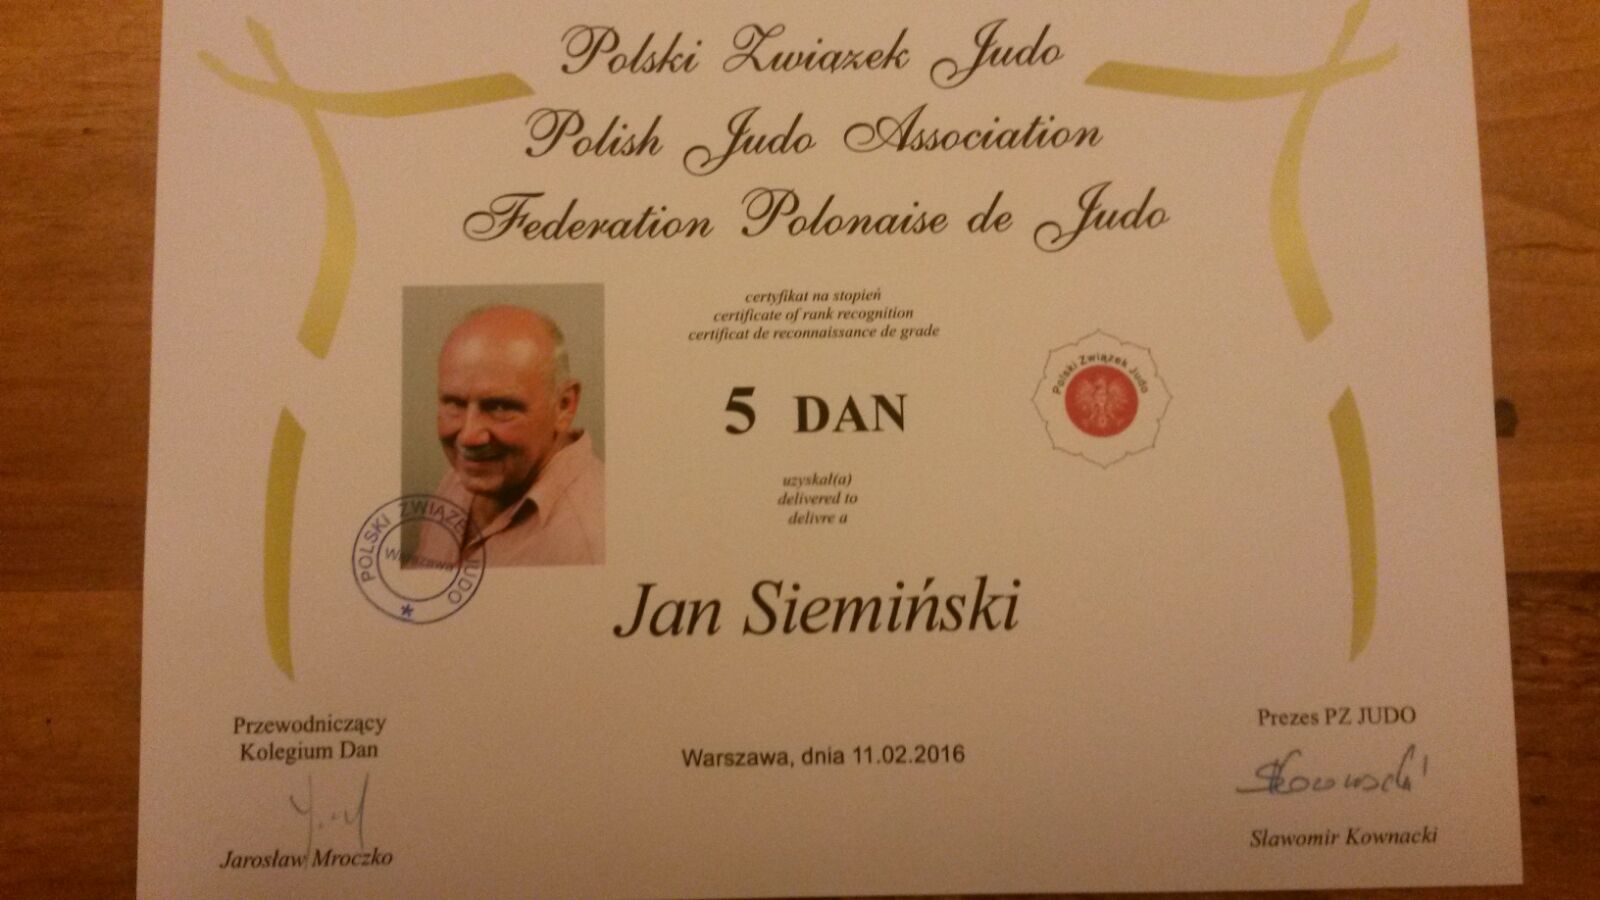 Polski Związek Judo
Polish Judo Association
Federation Polonaise de Judo
certyfikat na stopień
certificate of rank recognition
certificat de reconnaissance de grade
Polski Związek Judo
5 DAN
uzyskał(a)
delivered to
delivre a
POLSKI ZWIĄZEK JUDO
Warszawa
Jan Siemiński
Przewodniczący
Kolegium Dan
Jarosław Mroczko
Warszawa, dnia 11.02.2016
Prezes PZ JUDO
Sławomir Kownacki